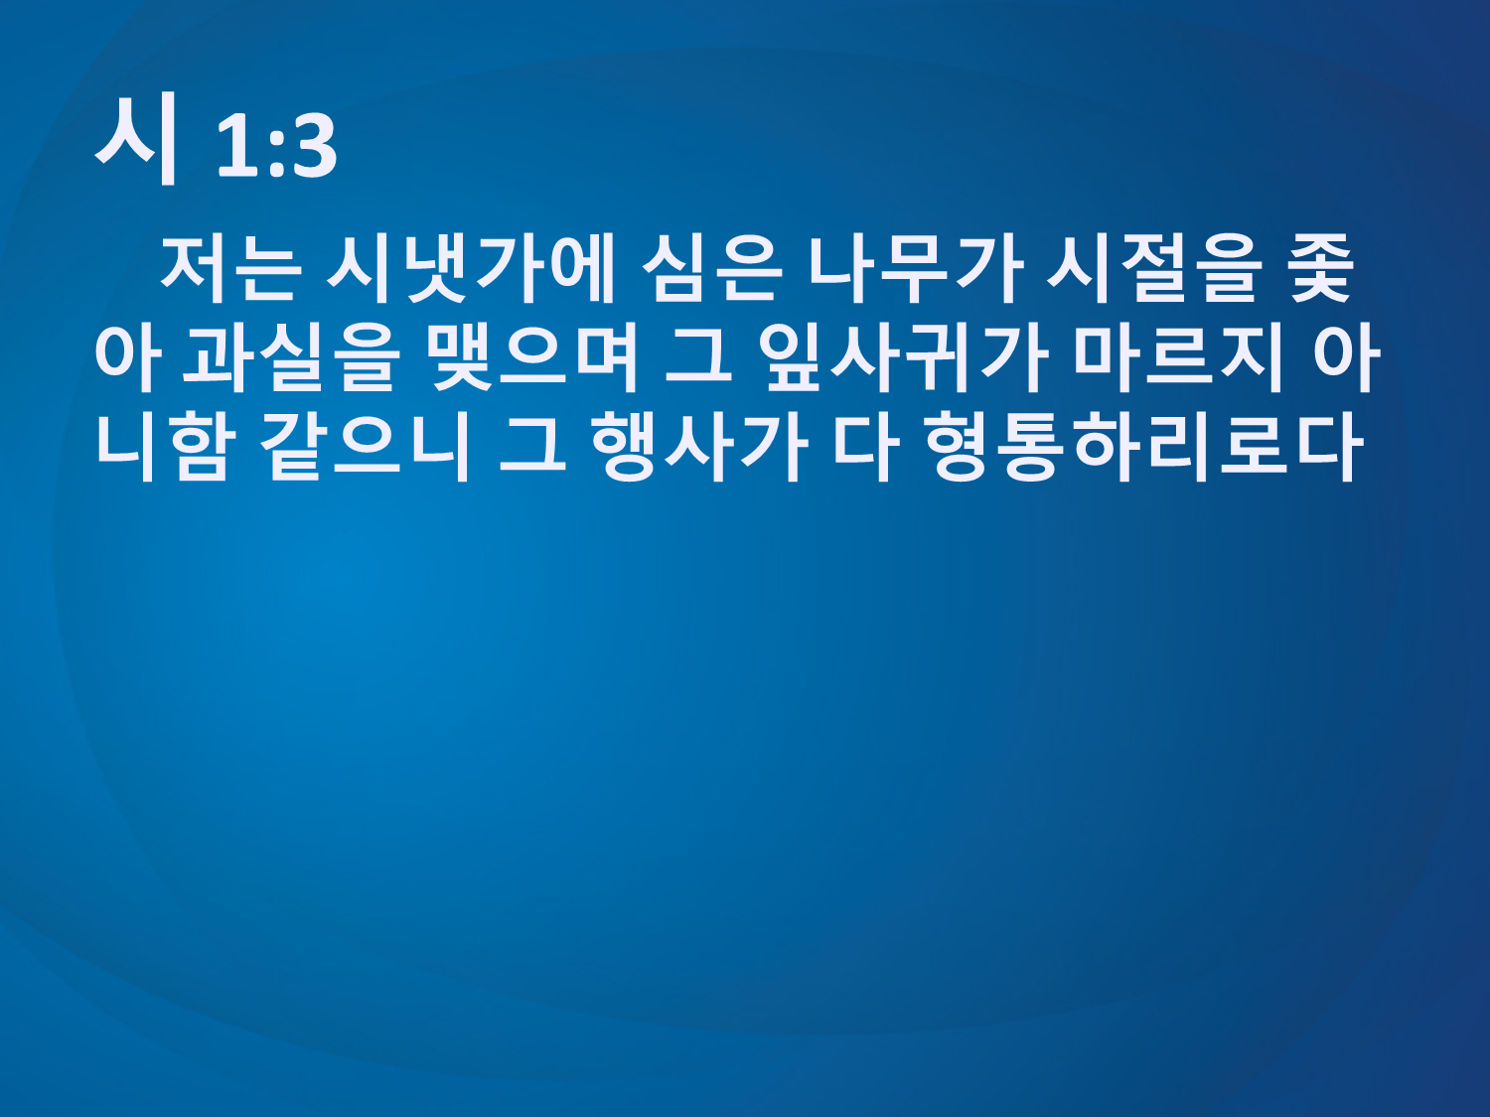 시 1:3
저는 시냇가에 심은 나무가 시절을 좇
아 과실을 맺으며 그 잎사귀가 마르지 아
니함 같으니 그 행사가 다 형통하리로다